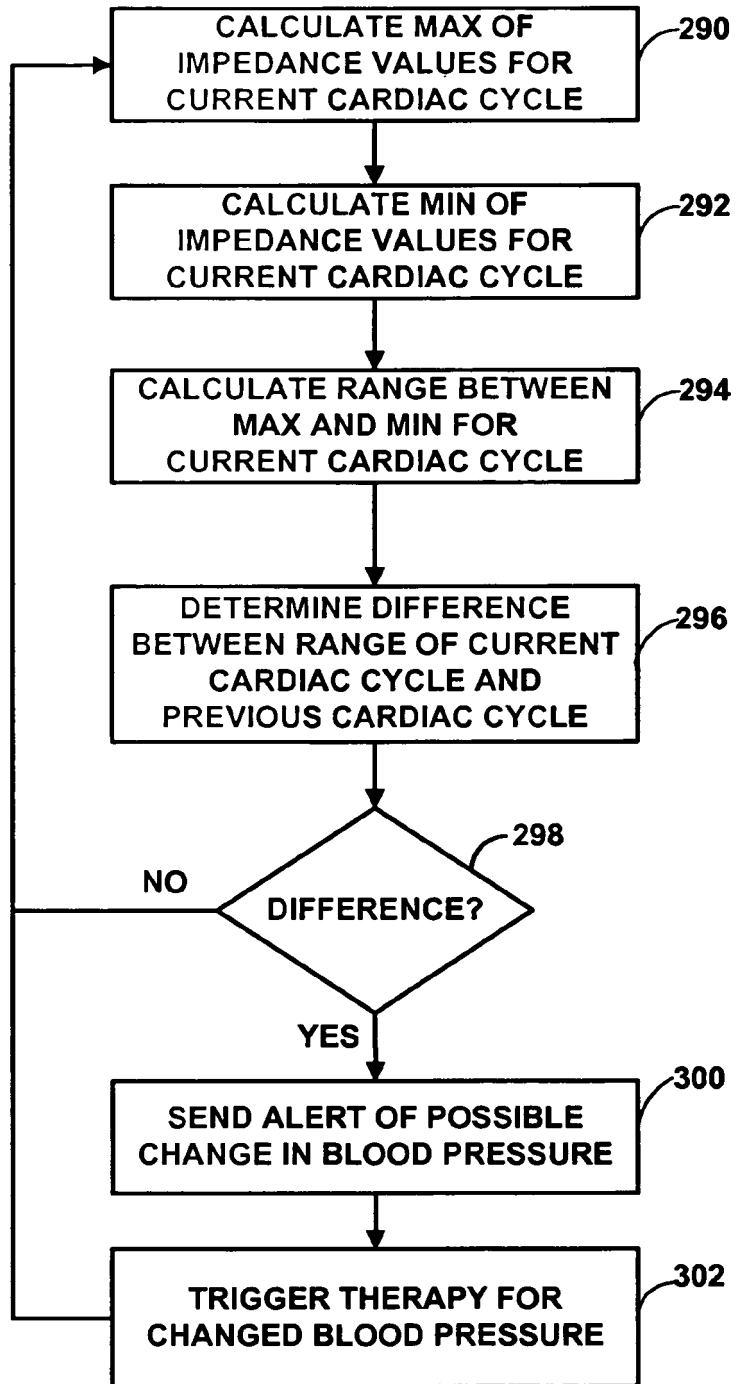 CALCULATE MAX OF
IMPEDANCE VALUES FOR
CURRENT CARDIAC CYCLE
290
CALCULATE MIN OF
IMPEDANCE VALUES FOR
CURRENT CARDIAC CYCLE
292
CALCULATE RANGE BETWEEN
MAX AND MIN FOR
CURRENT CARDIAC CYCLE
294
DETERMINE DIFFERENCE
BETWEEN RANGE OF CURRENT
CARDIAC CYCLE AND
PREVIOUS CARDIAC CYCLE
296
298
NO
DIFFERENCE?
YES
300
SEND ALERT OF POSSIBLE
CHANGE IN BLOOD PRESSURE
302
TRIGGER THERAPY FOR
CHANGED BLOOD PRESSURE